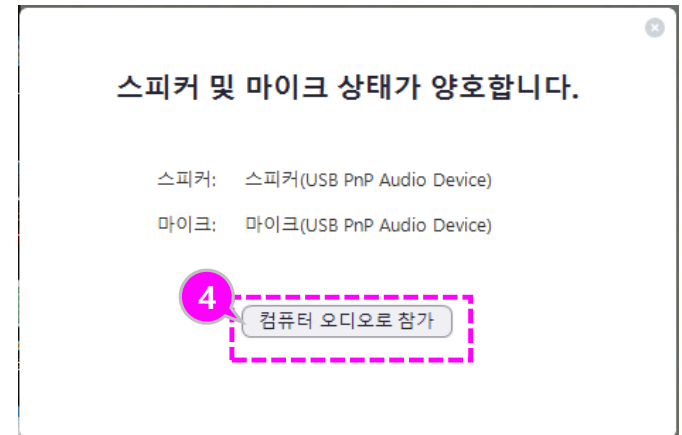 스피커 및 마이크 상태가 양호합니다.
스피커: 스피커(USB PnP Audio Device)
마이크: 마이크(USB PnP Audio Device)
4
컴퓨터 오디오로 참가